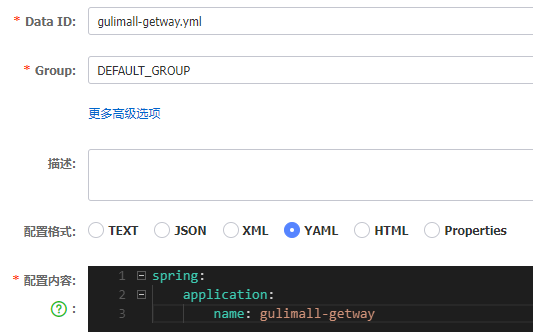 * Data ID: gulimall-getway.yml
* Group: DEFAULT_GROUP
更多高级选项
描述:
配置格式: TEXT JSON XML YAML HTML Properties
* 配置内容: 1 spring:
? : 2 application:
3 name: gulimall-getway